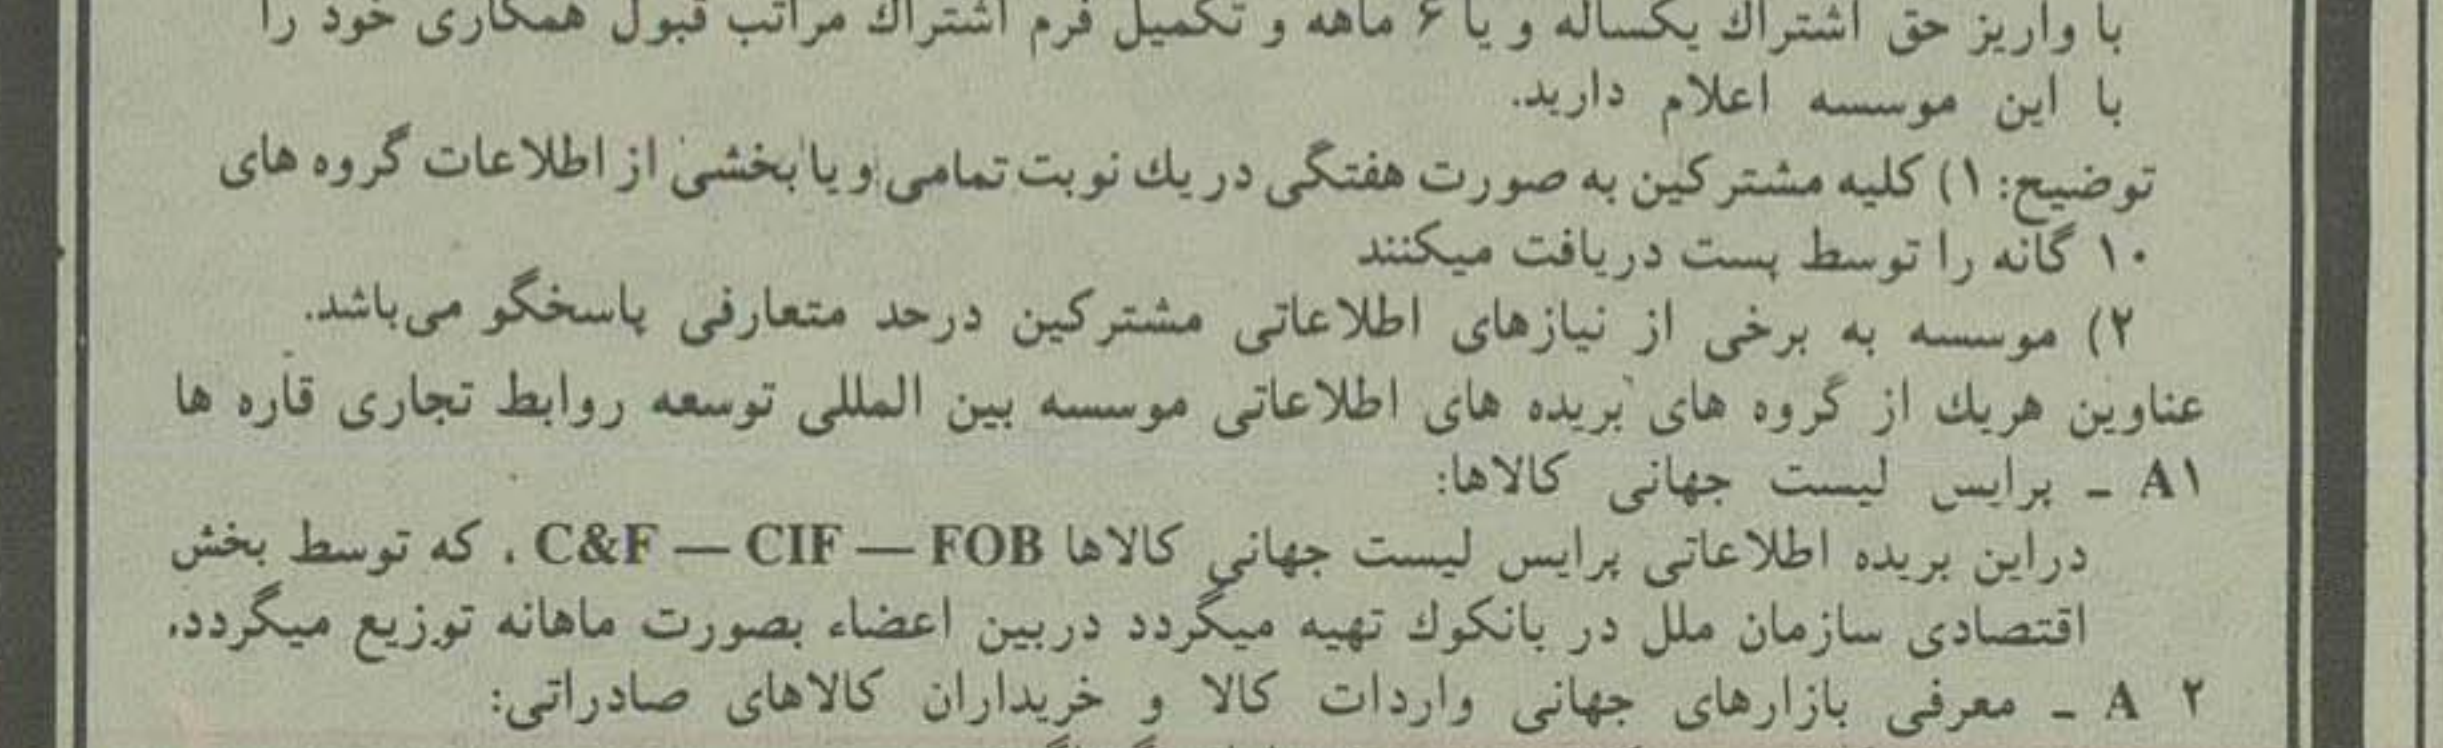 با واریز حق اشتراك یکساله و یا ۶ ماهه و تکمیل فرم اشتراك مراتب قبول همکاری خود را
با این موسسه اعلام دارید.
توضیح: ۱) کلیه مشترکین به صورت هفتگی در یك نوبت تمامی و یا بخشی از اطلاعات گروه های
۱۰ گانه را توسط پست دریافت میکنند
۲) موسسه به برخی از نیازهای اطلاعاتی مشترکین درحد متعارفی پاسخگو می‌باشد.
عناوین هریك از گروه های بریده های اطلاعاتی موسسه بین المللی توسعه روابط تجاری قاره ها
A۱ ـ پرایس لیست جهانی کالاها:
دراین بریده اطلاعاتی پرایس لیست جهانی کالاها C&F — CIF — FOB . که توسط بخش
اقتصادی سازمان ملل در بانکوك تهیه میگردد دربین اعضاء بصورت ماهانه توزیع میگردد.
A ۲ ـ معرفی بازارهای جهانی واردات کالا و خریداران کالاهای صادراتی: